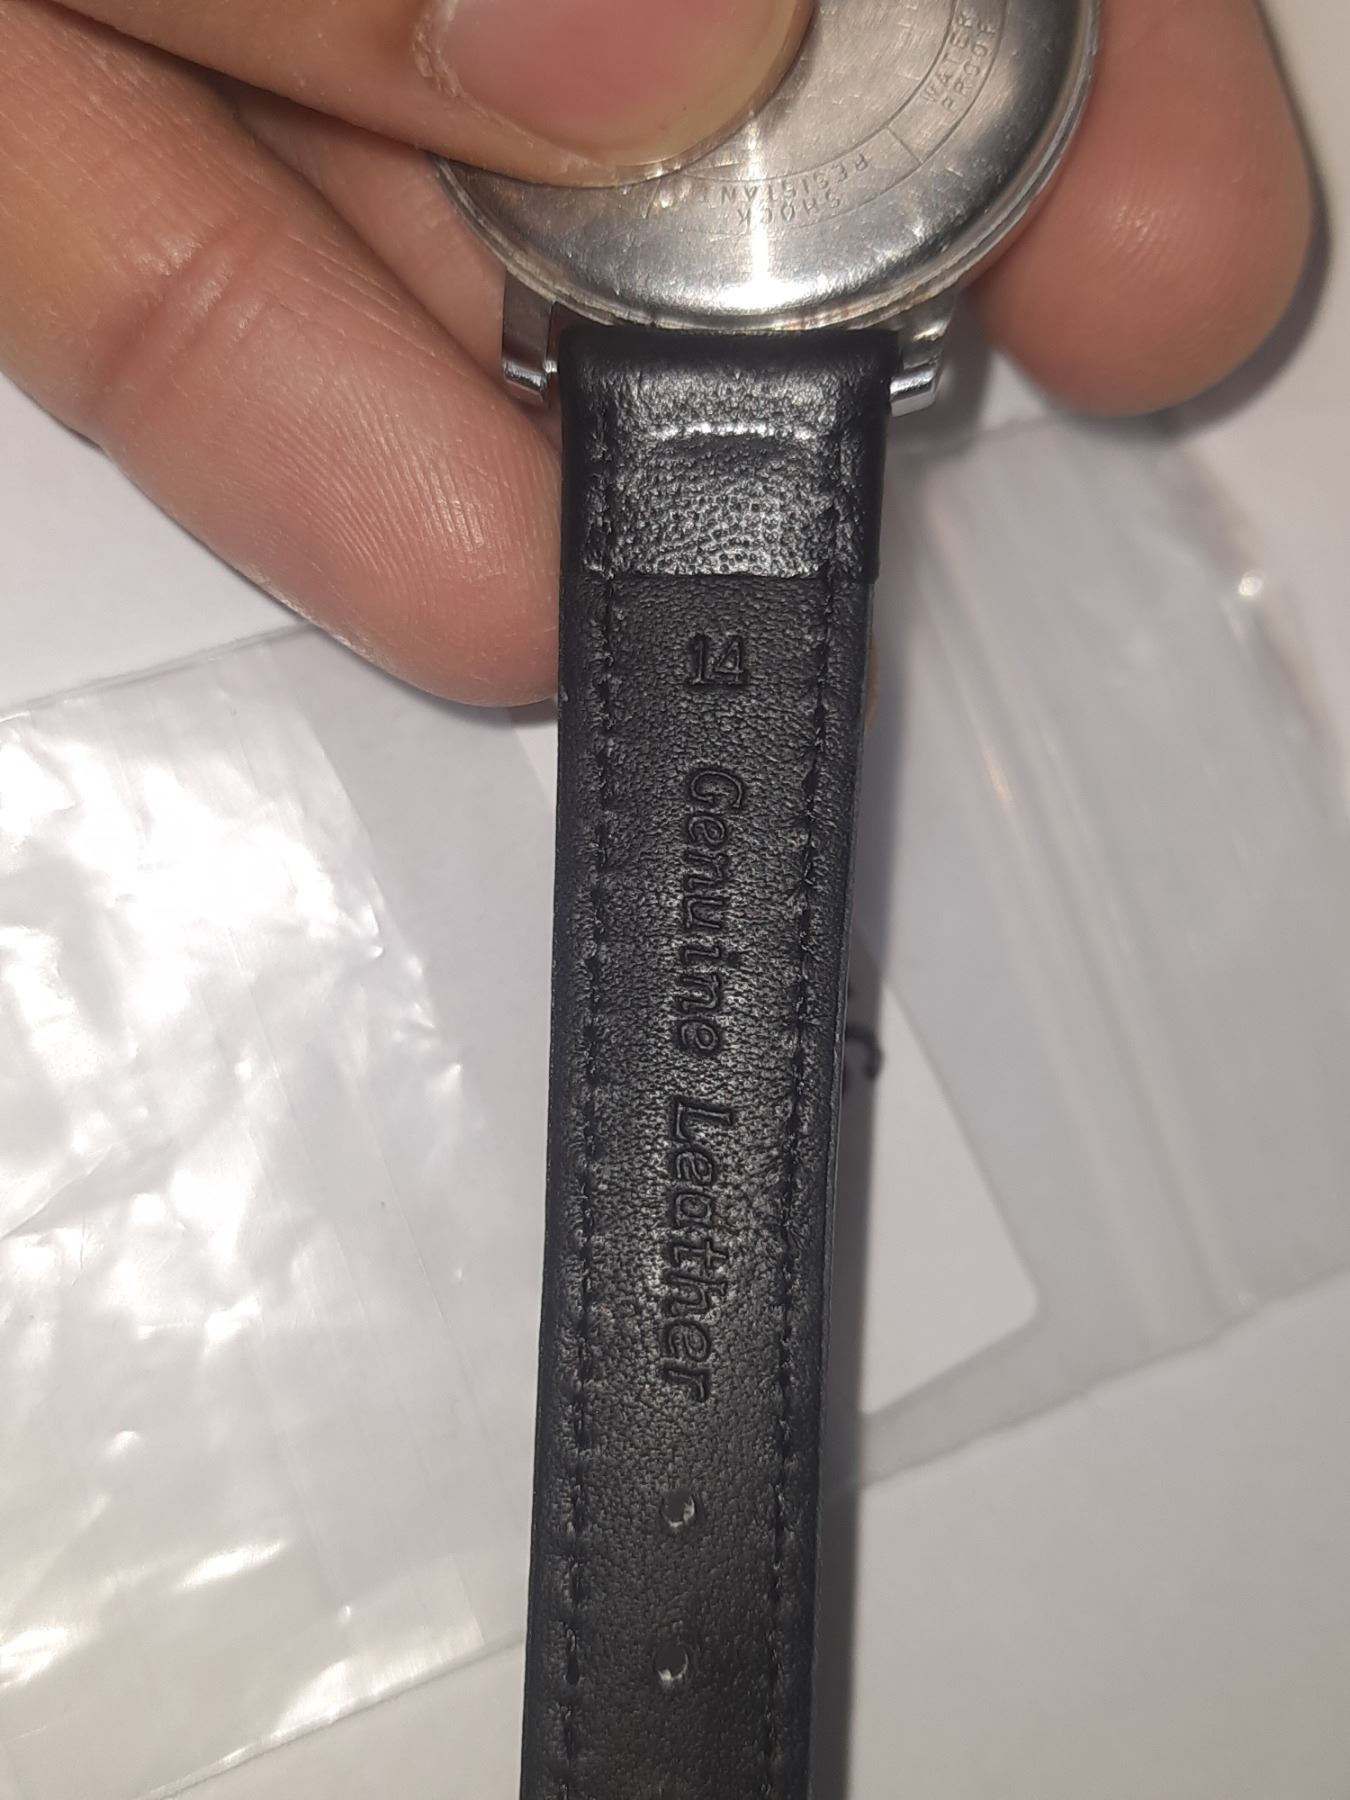 WATER
PROOF
SHOCK
RESISTANT
14
Genuine Leather